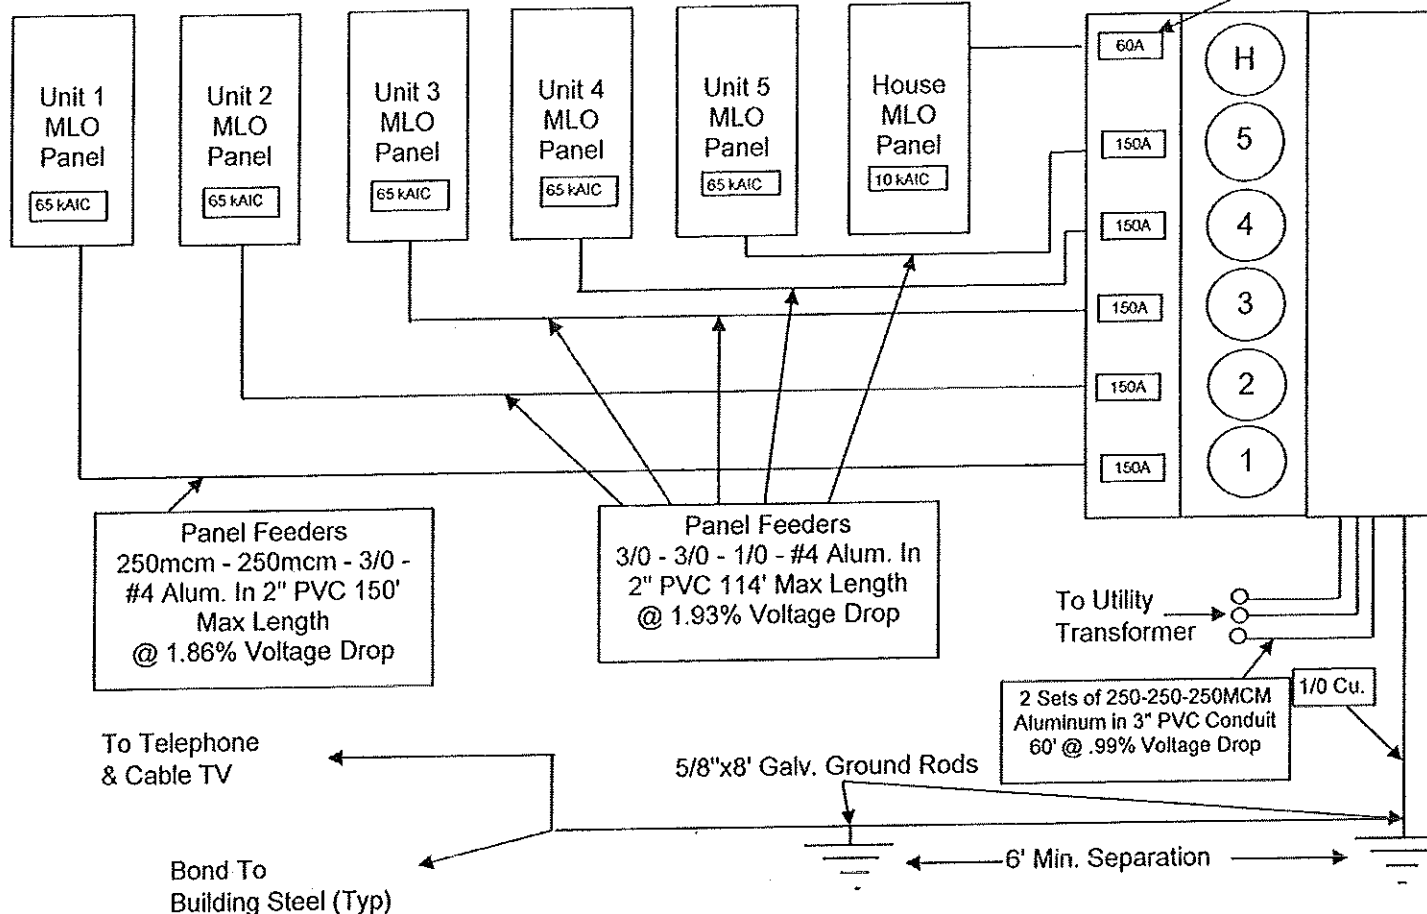 Unit 1
MLO
Panel
65 kAIC
Unit 2
MLO
Panel
65 kAIC
Unit 3
MLO
Panel
65 kAIC
Unit 4
MLO
Panel
65 kAIC
Unit 5
MLO
Panel
65 kAIC
House
MLO
Panel
10 kAIC
60A
H
150A
5
150A
4
150A
3
150A
2
150A
1
Panel Feeders
250mcm - 250mcm - 3/0 -
#4 Alum. In 2" PVC 150'
Max Length
@ 1.86% Voltage Drop
Panel Feeders
3/0 - 3/0 - 1/0 - #4 Alum. In
2" PVC 114' Max Length
@ 1.93% Voltage Drop
To Utility
Transformer
2 Sets of 250-250-250MCM
Aluminum in 3" PVC Conduit
60' @ .99% Voltage Drop
1/0 Cu.
To Telephone
& Cable TV
5/8"x8' Galv. Ground Rods
6' Min. Separation
Bond To
Building Steel (Typ)